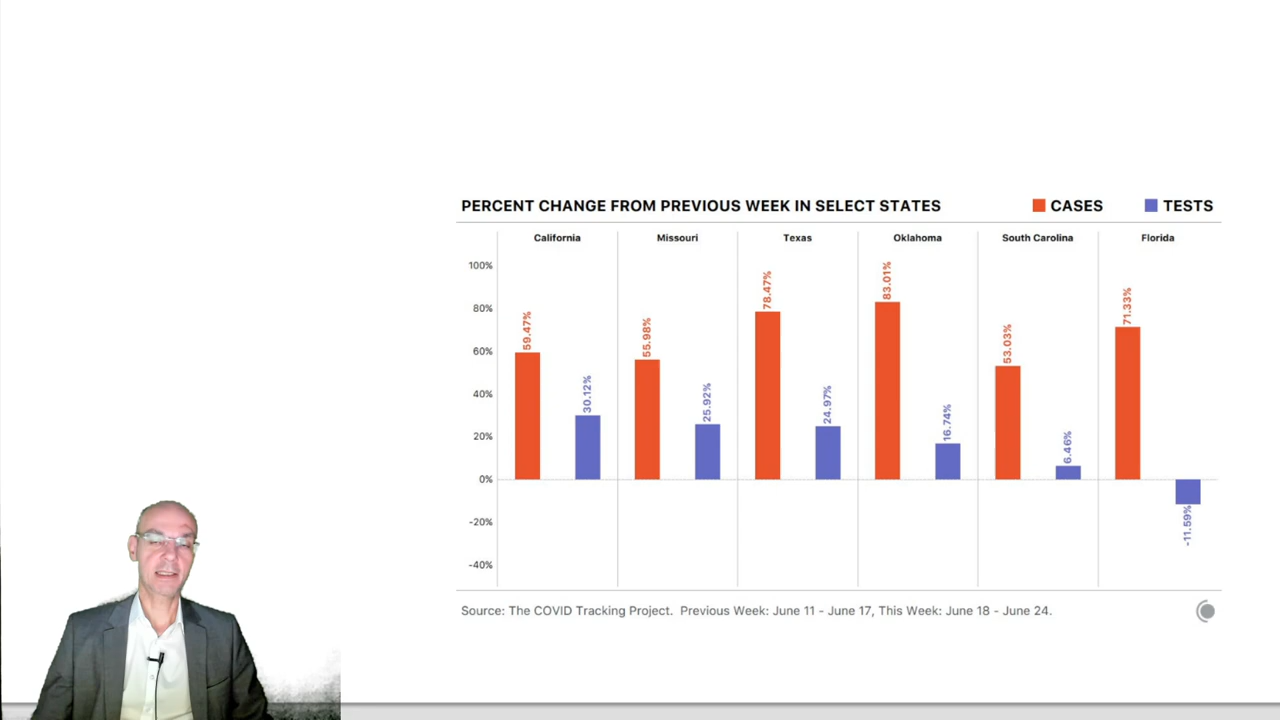 PERCENT CHANGE FROM PREVIOUS WEEK IN SELECT STATES CASES TESTS
California Missouri Texas Oklahoma South Carolina Florida
100%
80%
60%
40%
20%
0%
-20%
-40%
59.47% 30.12% 55.98% 25.92% 78.47% 24.97% 83.01% 16.74% 53.03% 6.46% 71.33% -11.59%
Source: The COVID Tracking Project. Previous Week: June 11 - June 17, This Week: June 18 - June 24.